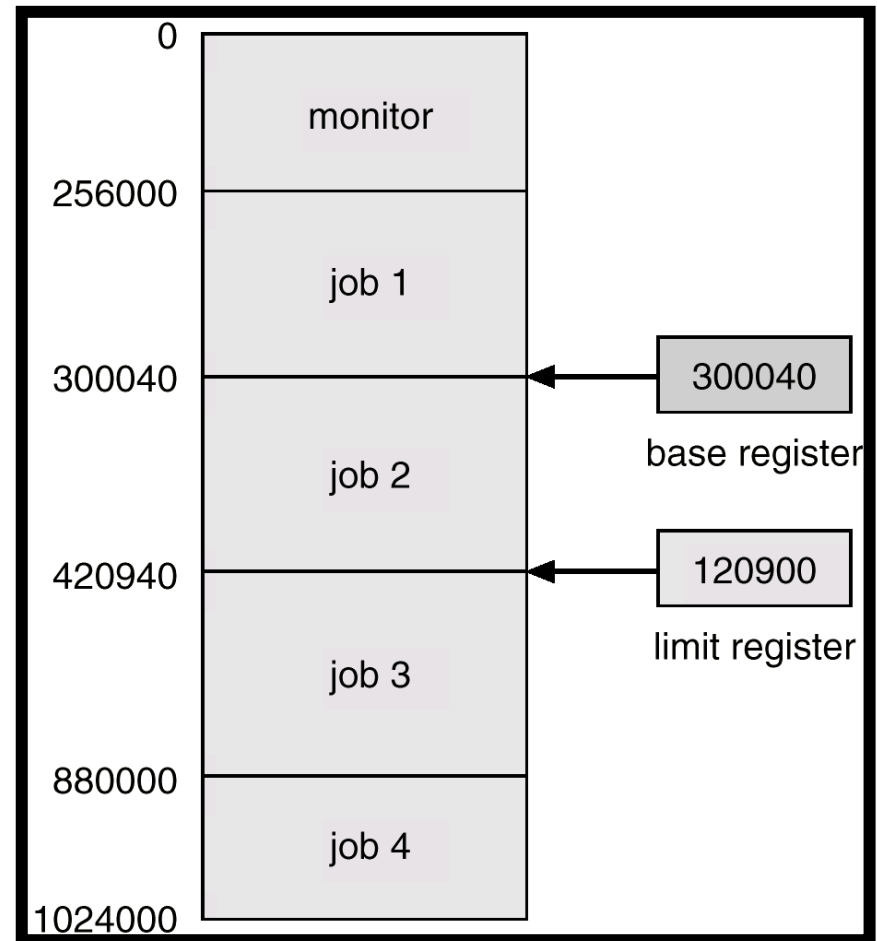 0
monitor
256000
job 1
300040
300040
base register
job 2
420940
120900
limit register
job 3
880000
job 4
1024000